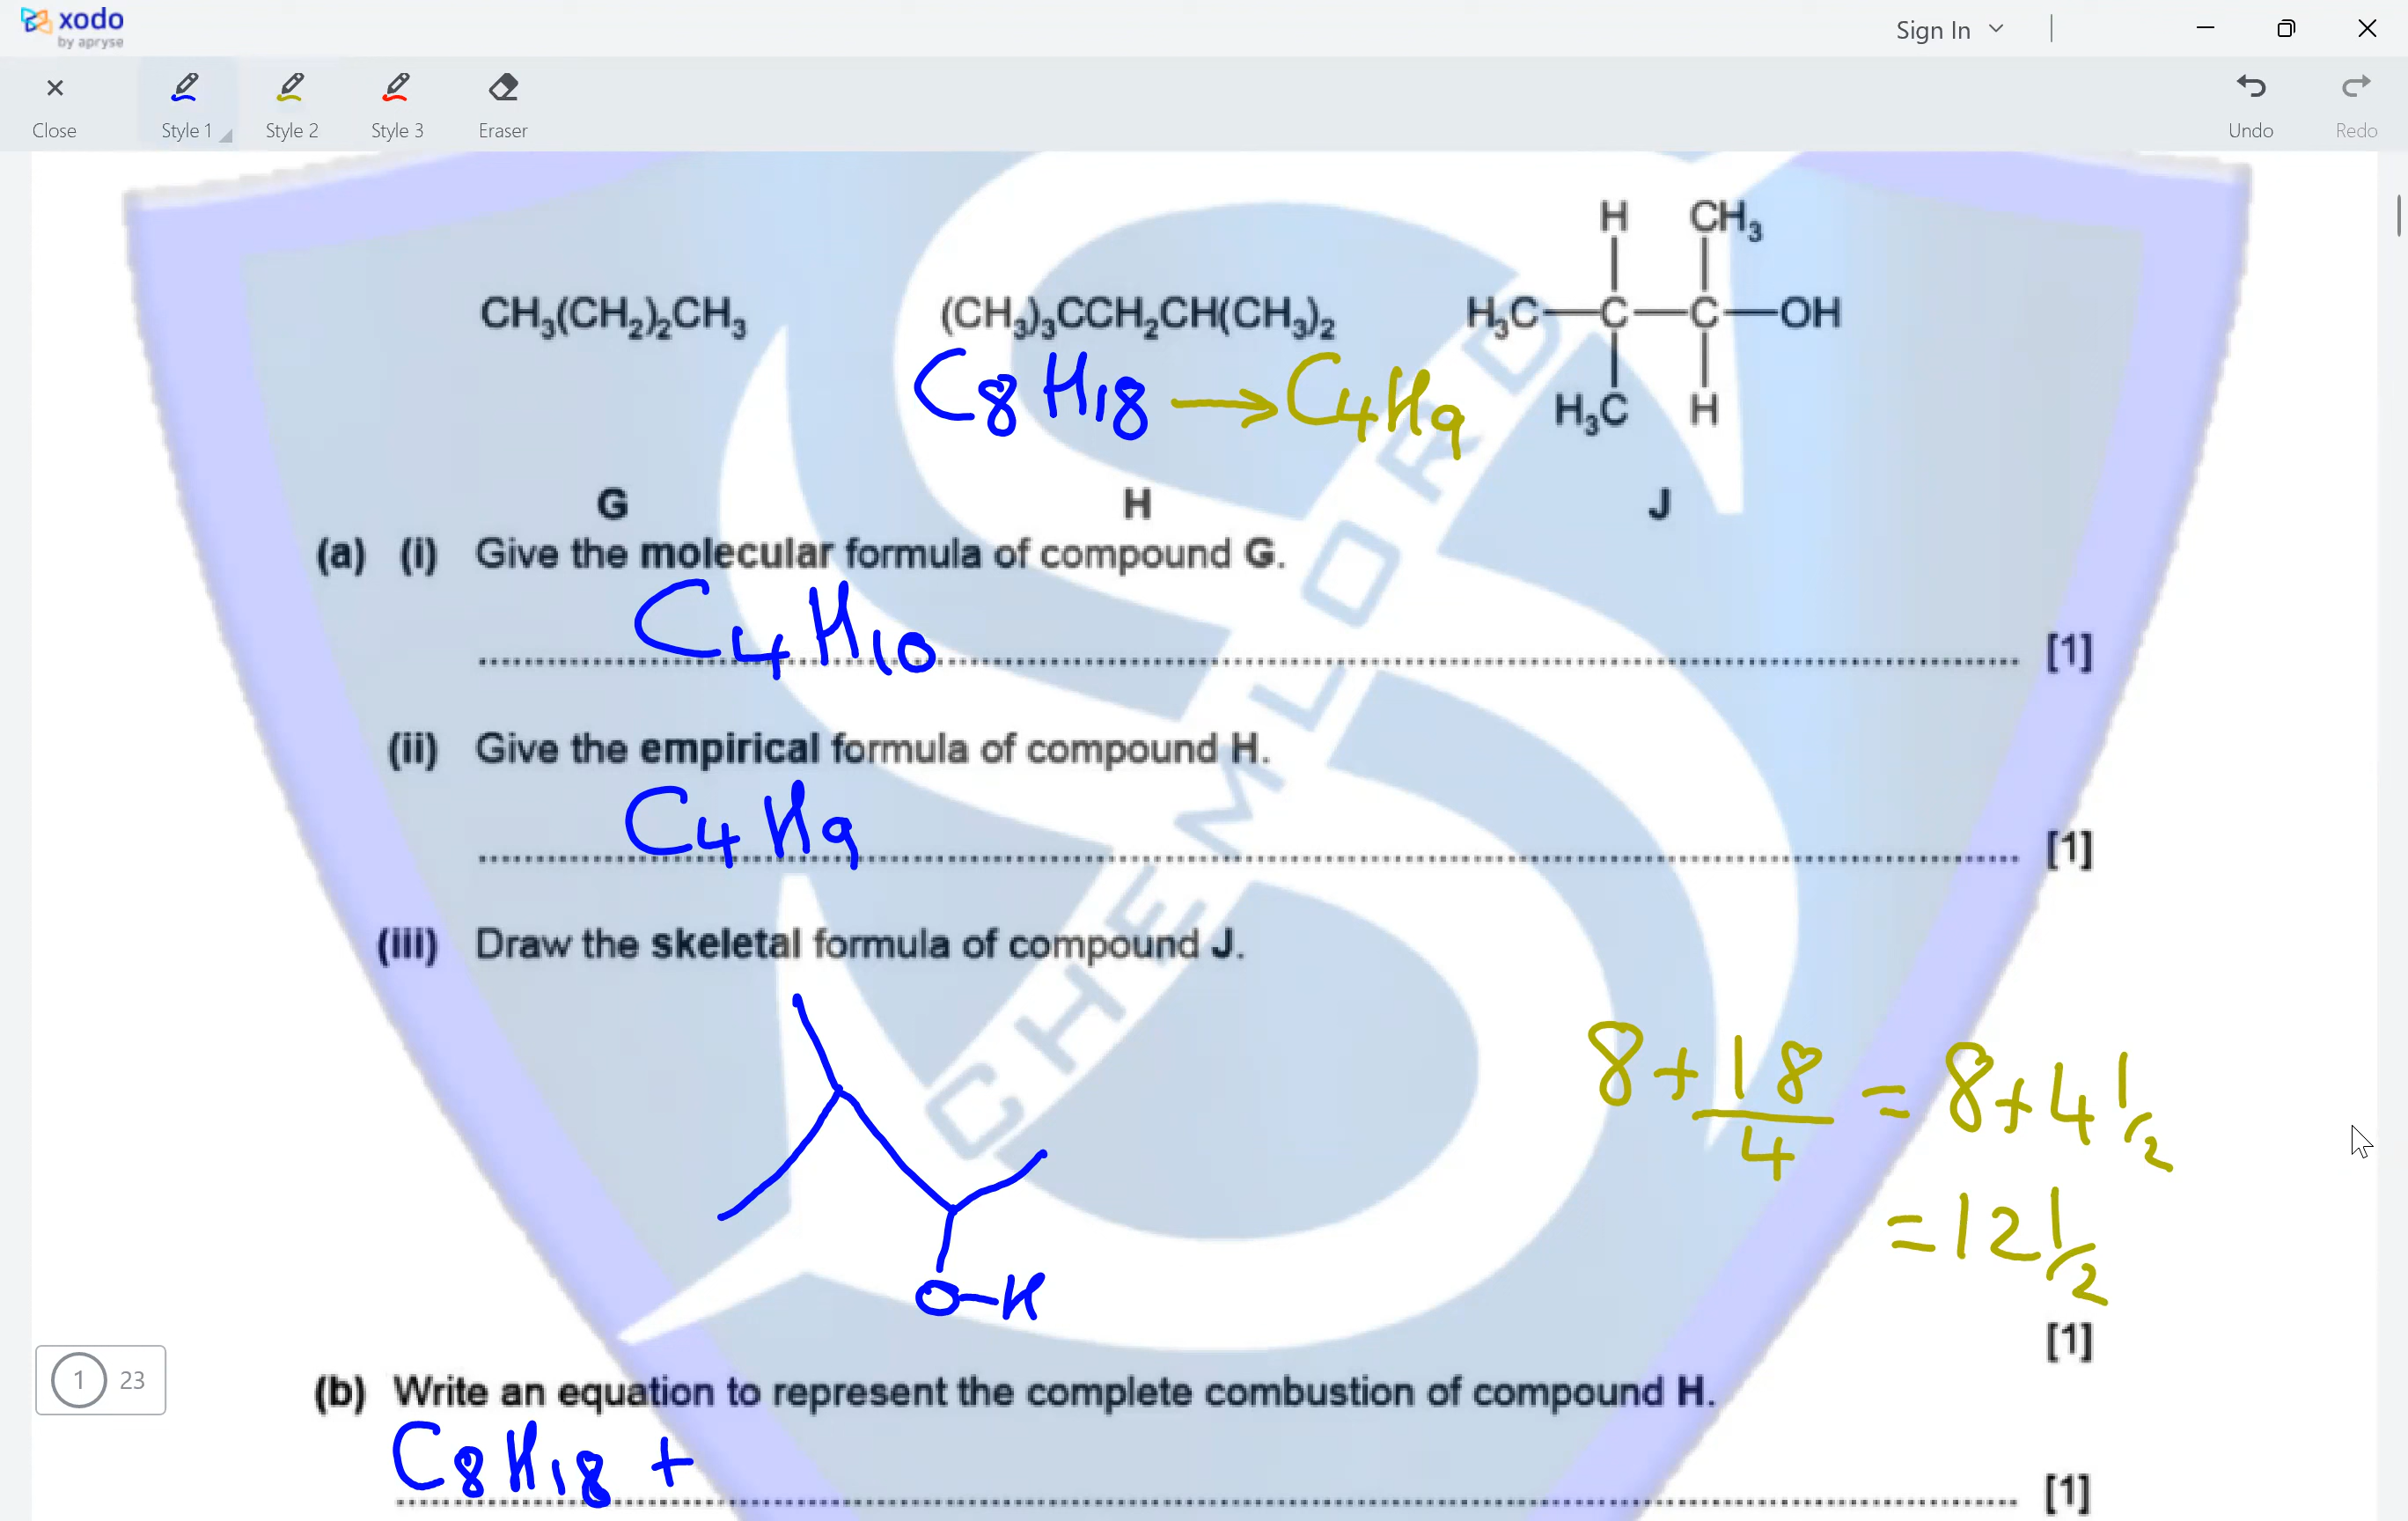 xodo
by apryse
Sign In
Close
Style 1
Style 2
Style 3
Eraser
Undo
Redo
CH₃(CH₂)₂CH₃
(CH₃)₃CCH₂CH(CH₃)₂
H CH₃
H₃C—C—C—OH
H₃C H
C₈H₁₈ → C₄H₉
G H J
(a) (i) Give the molecular formula of compound G.
C₄H₁₀
[1]
(ii) Give the empirical formula of compound H.
C₄H₉
[1]
(iii) Draw the skeletal formula of compound J.
O-H
8+18/4 = 8+4 1/2
= 12 1/2
[1]
(b) Write an equation to represent the complete combustion of compound H.
C₈H₁₈ +
[1]
1 23
CHEMLORD